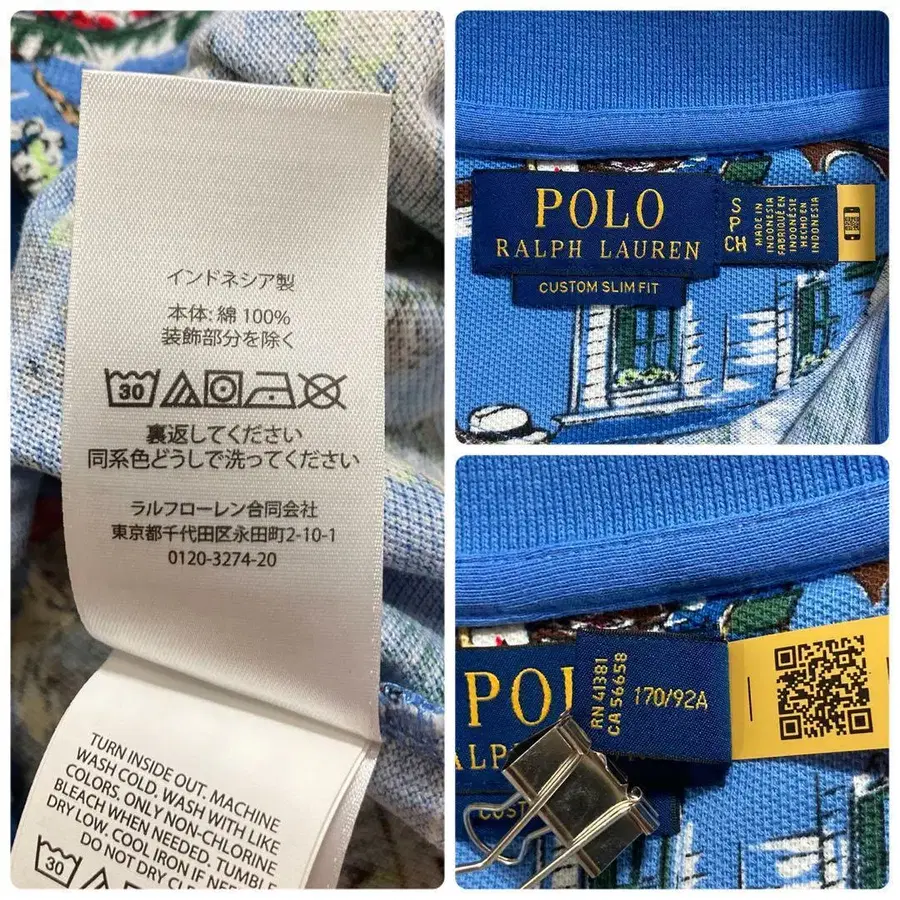 インドネシア製
本体: 綿 100%
装飾部分を除く
30
裏返してください
同系色どうしで洗ってください
ラルフローレン合同会社
東京都千代田区永田町2-10-1
0120-3274-20
TURN INSIDE OUT. MACHINE
WASH COLD. WASH WITH LIKE
COLORS. ONLY NON-CHLORINE
BLEACH WHEN NEEDED. TUMBLE
DRY LOW. COOL IRON IF NEE
DO NOT DRY CLE
30
POLO
RALPH LAUREN
CUSTOM SLIM FIT
S
P
CH
MADE IN
INDONESIA
FABRIQUÉ EN
INDONÉSIE
HECHO EN
INDONESIA
POL
RN 41381
CA 56658
170/92A